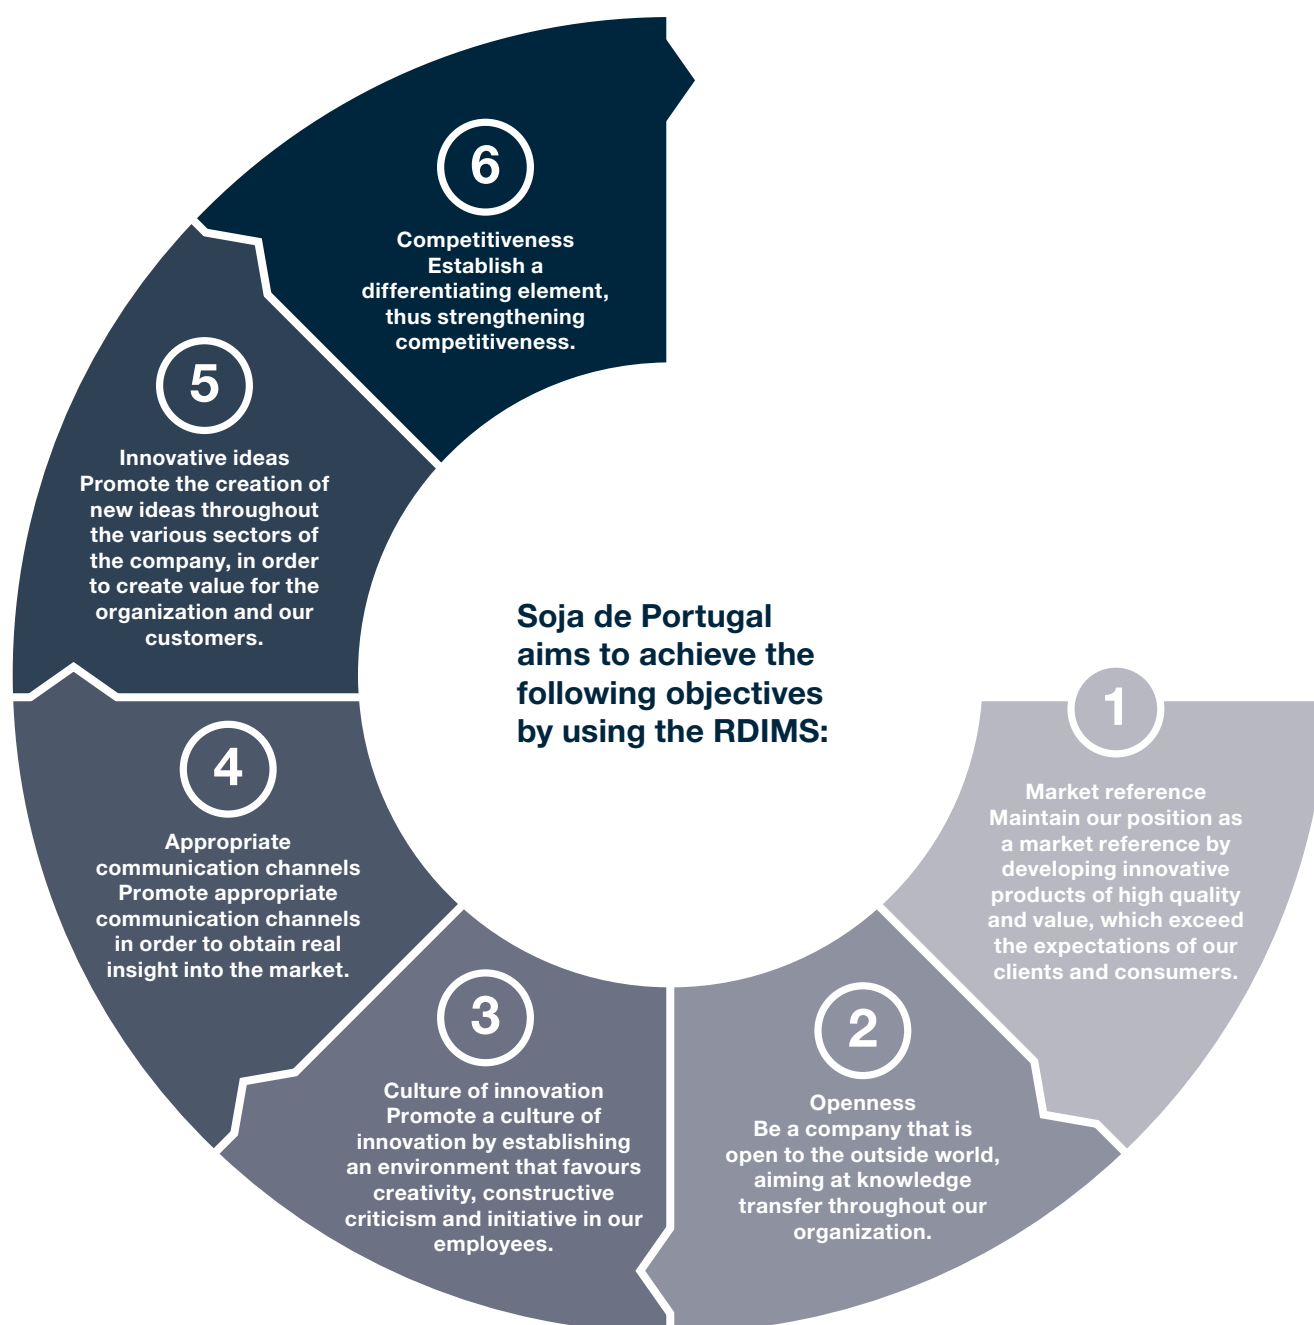 Soja de Portugal
aims to achieve the
following objectives
by using the RDIMS:
1
Market reference
Maintain our position as
a market reference by
developing innovative
products of high quality
and value, which exceed
the expectations of our
clients and consumers.
2
Openness
Be a company that is
open to the outside world,
aiming at knowledge
transfer throughout our
organization.
3
Culture of innovation
Promote a culture of
innovation by establishing
an environment that favours
creativity, constructive
criticism and initiative in our
employees.
4
Appropriate
communication channels
Promote appropriate
communication channels
in order to obtain real
insight into the market.
5
Innovative ideas
Promote the creation of
new ideas throughout
the various sectors of
the company, in order
to create value for the
organization and our
customers.
6
Competitiveness
Establish a
differentiating element,
thus strengthening
competitiveness.